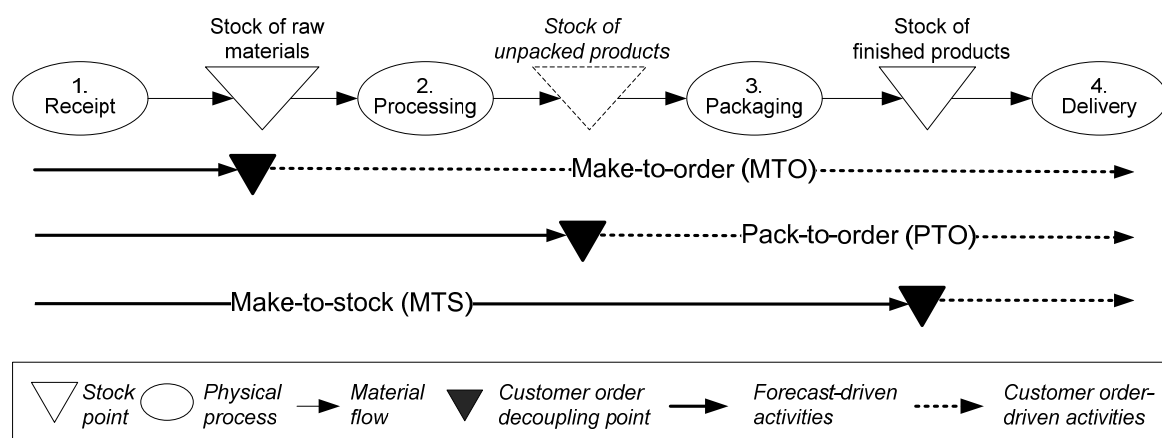 Stock of raw
materials
Stock of
unpacked products
Stock of
finished products
1.
Receipt
2.
Processing
3.
Packaging
4.
Delivery
Make-to-order (MTO)
Pack-to-order (PTO)
Make-to-stock (MTS)
Stock
point
Physical
process
Material
flow
Customer order
decoupling point
Forecast-driven
activities
Customer order-
driven activities